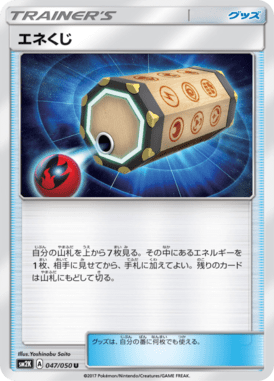 TRAINER'S
グッズ
エネくじ
自分の山札を上から7枚見る。その中にあるエネルギーを
1枚、相手に見せてから、手札に加えてよい。残りのカード
は山札にもどして切る。
Illus.Yoshinobu Saito
グッズは、自分の番に何枚でも使える。
SM2K A 047/050 U
©2017 Pokémon/Nintendo/Creatures/GAME FREAK.